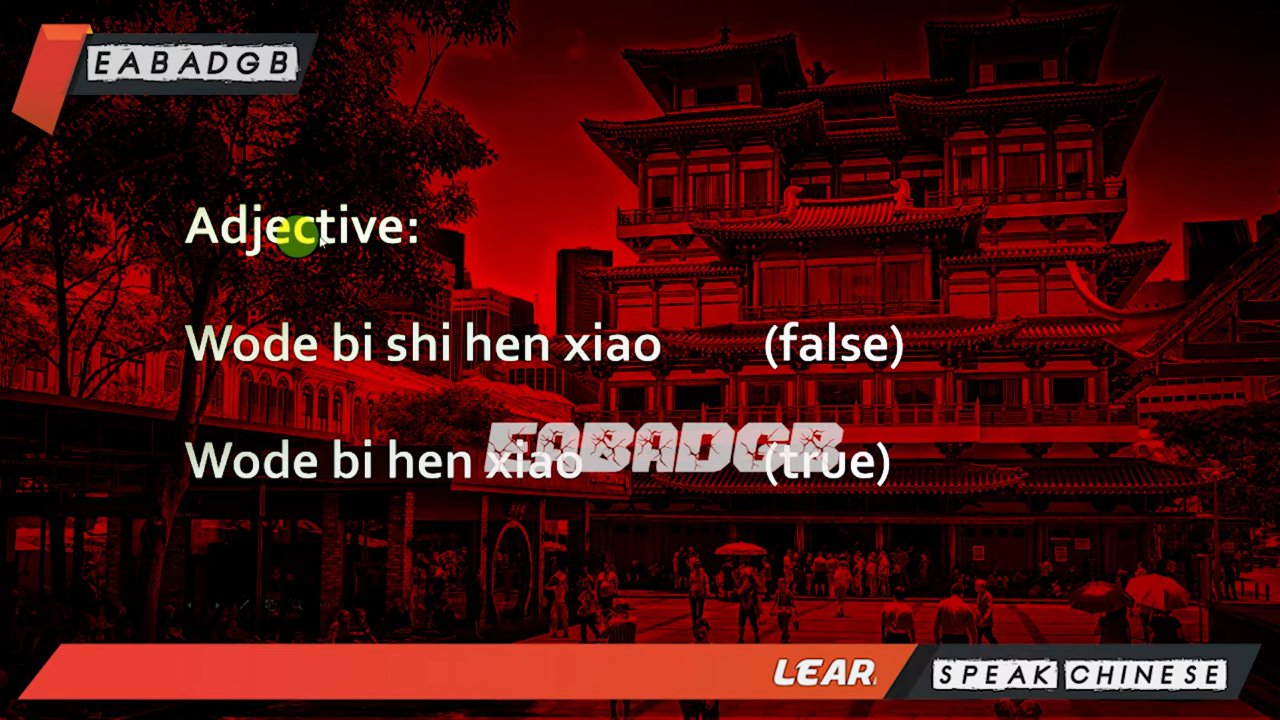 EABADGB
Adjective:
Wode bi shi hen xiao (false)
Wode bi hen xiao (true)
EABADGB
LEAR
SPEAK CHINESE